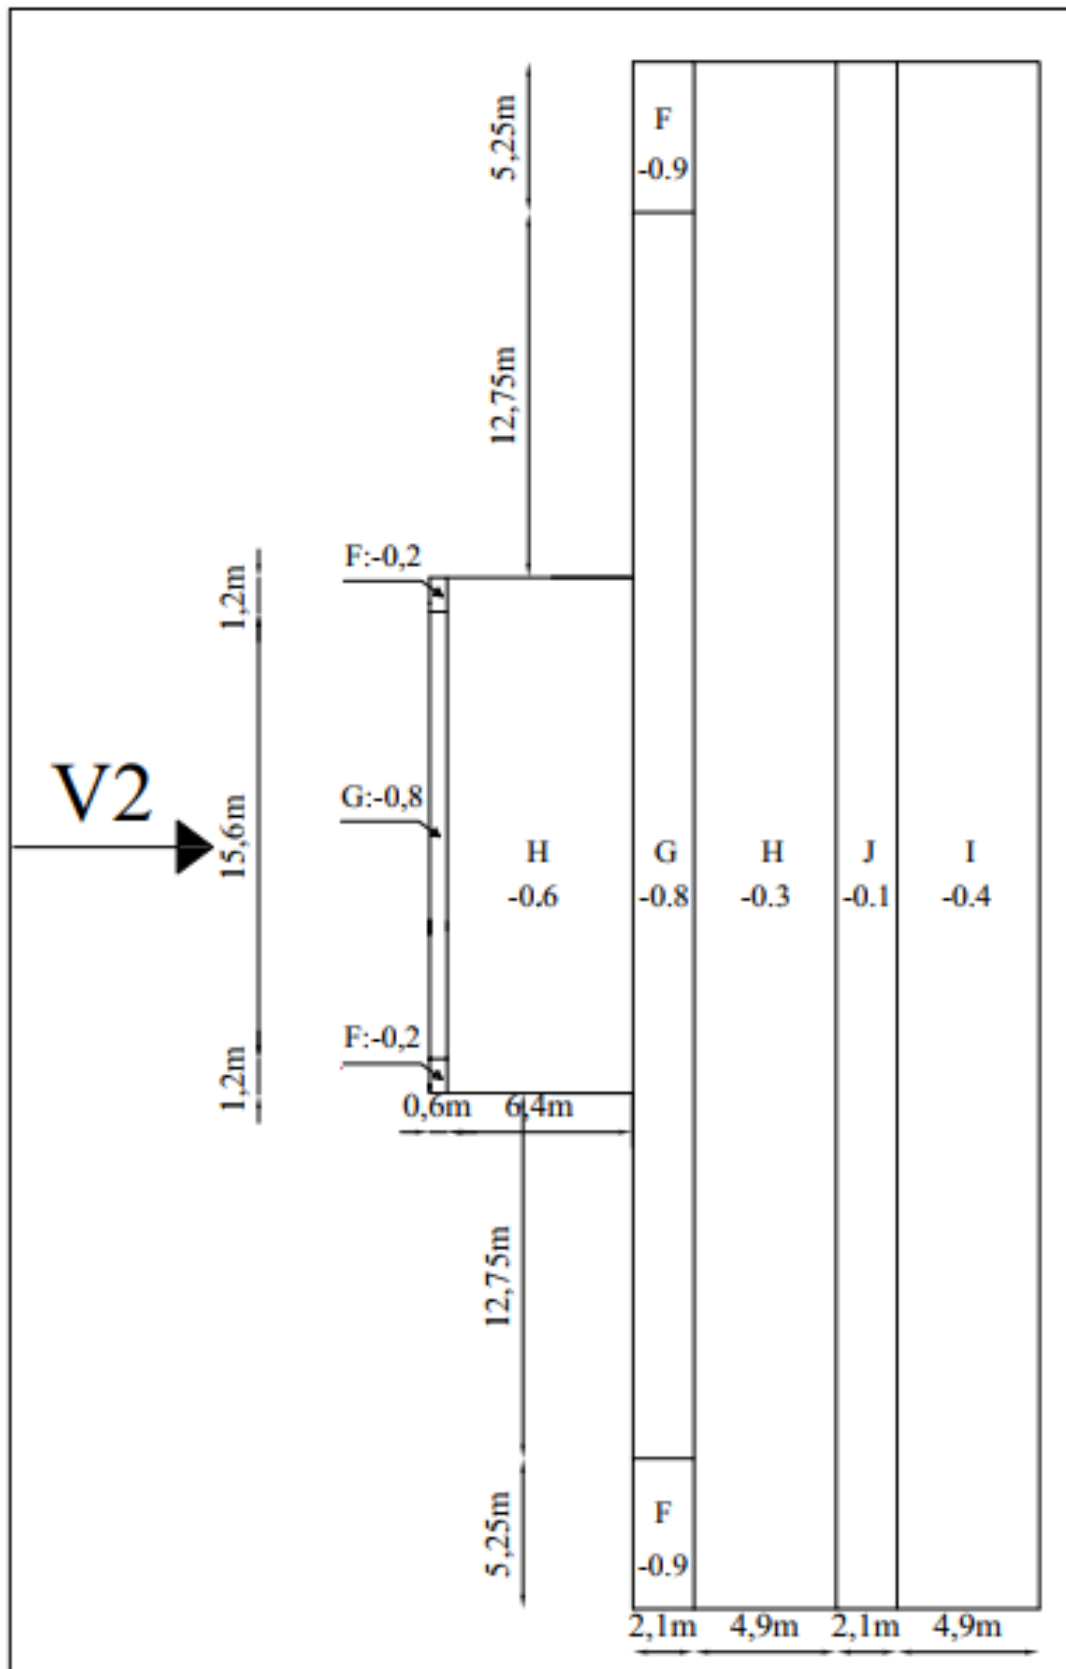 5,25m
F
-0.9
12,75m
F:-0,2
1,2m
V2
G:-0,8
15,6m
H
-0.6
G
-0.8
H
-0.3
J
-0.1
I
-0.4
F:-0,2
1,2m
0,6m
6,4m
12,75m
5,25m
F
-0.9
2,1m
4,9m
2,1m
4,9m